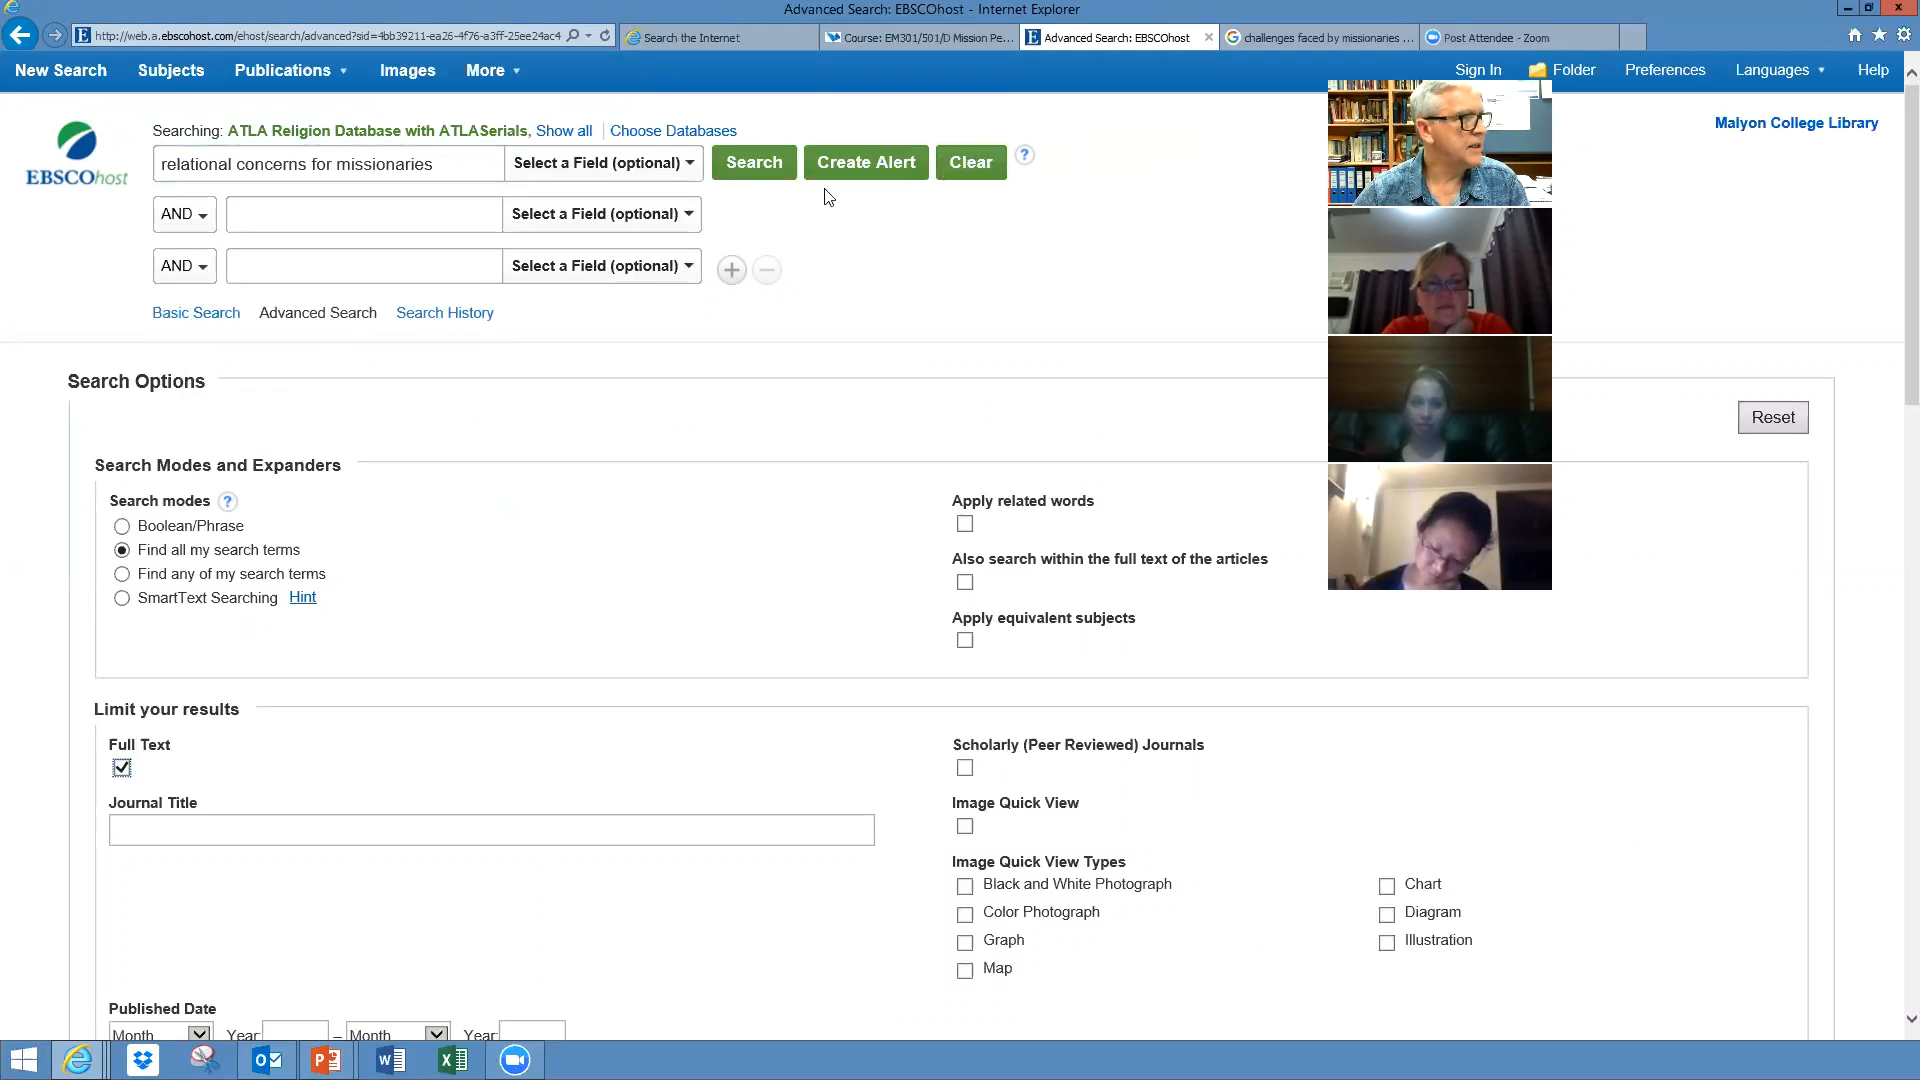 Advanced Search: EBSCOhost - Internet Explorer
http://web.a.ebscohost.com/ehost/search/advanced?sid=4bb39211-ea26-4f76-a3ff-25ee24ac4
Search the Internet
Course: EM301/501/D Mission Pe...
Advanced Search: EBSCOhost
challenges faced by missionaries ...
Post Attendee - Zoom
New Search Subjects Publications Images More Sign In Folder Preferences Languages Help
Searching: ATLA Religion Database with ATLASerials, Show all Choose Databases
Malyon College Library
EBSCOhost
relational concerns for missionaries Select a Field (optional) Search Create Alert Clear ?
AND Select a Field (optional)
AND Select a Field (optional)
Basic Search Advanced Search Search History
Search Options
Reset
Search Modes and Expanders
Search modes ?
Boolean/Phrase
Find all my search terms
Find any of my search terms
SmartText Searching Hint
Apply related words
Also search within the full text of the articles
Apply equivalent subjects
Limit your results
Full Text
Journal Title
Scholarly (Peer Reviewed) Journals
Image Quick View
Image Quick View Types
Black and White Photograph Chart
Color Photograph Diagram
Graph Illustration
Map
Published Date
Month Year: – Month Year: